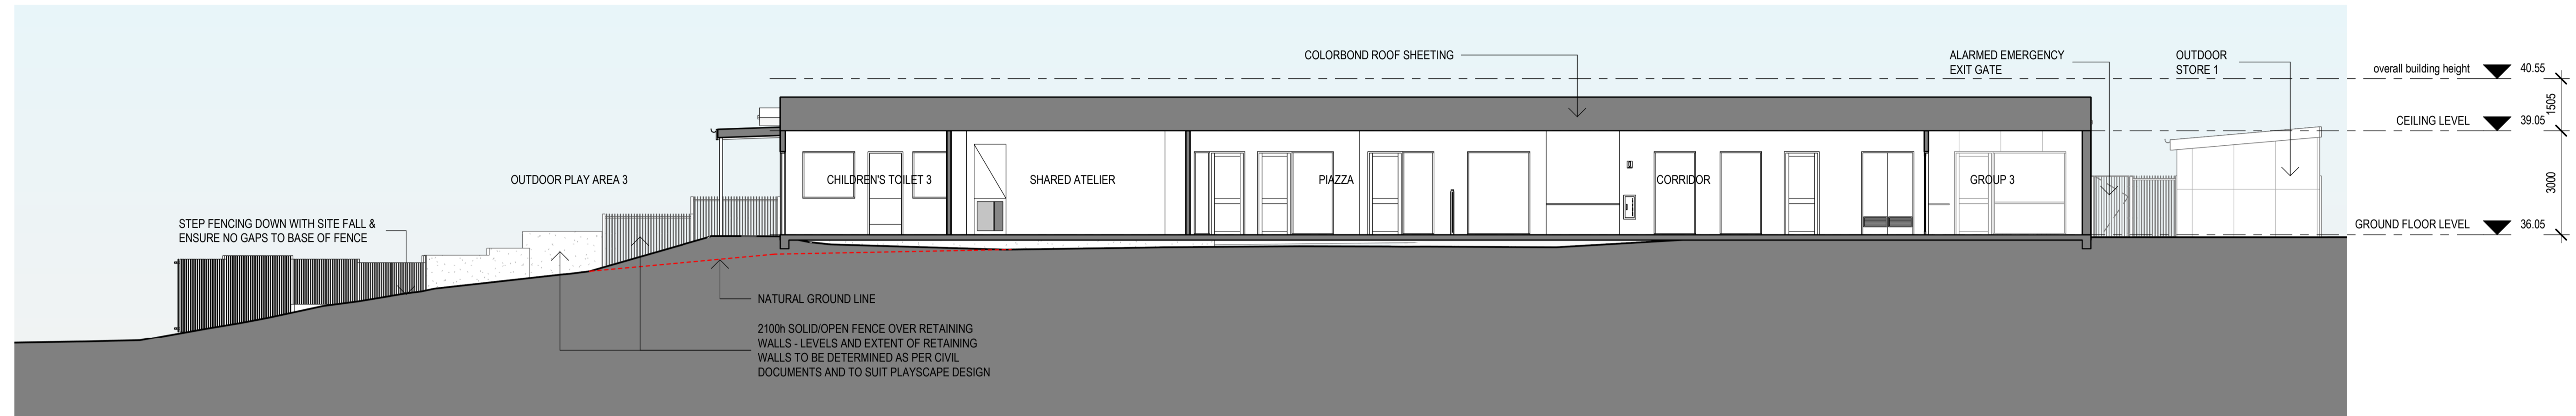 COLORBOND ROOF SHEETING
ALARMED EMERGENCY
EXIT GATE
OUTDOOR
STORE 1
overall building height 40.55
1505
CEILING LEVEL 39.05
3000
GROUND FLOOR LEVEL 36.05
OUTDOOR PLAY AREA 3
CHILDREN'S TOILET 3
SHARED ATELIER
PIAZZA
CORRIDOR
GROUP 3
STEP FENCING DOWN WITH SITE FALL &
ENSURE NO GAPS TO BASE OF FENCE
NATURAL GROUND LINE
2100h SOLID/OPEN FENCE OVER RETAINING
WALLS - LEVELS AND EXTENT OF RETAINING
WALLS TO BE DETERMINED AS PER CIVIL
DOCUMENTS AND TO SUIT PLAYSCAPE DESIGN